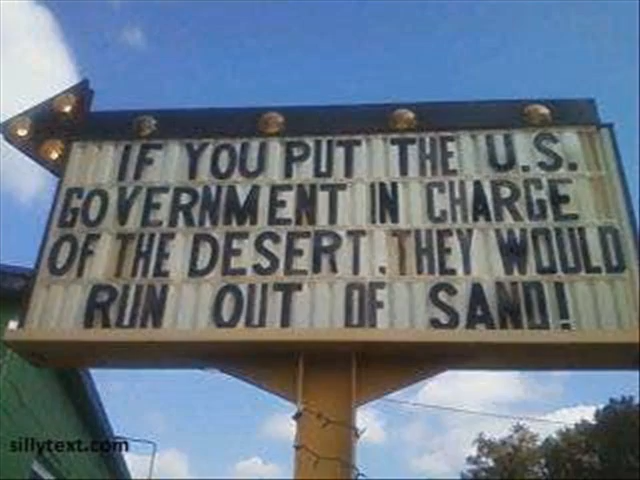 IF YOU PUT THE U.S.
GOVERNMENT IN CHARGE
OF THE DESERT. THEY WOULD
RUN OUT OF SAND!
sillytext.com